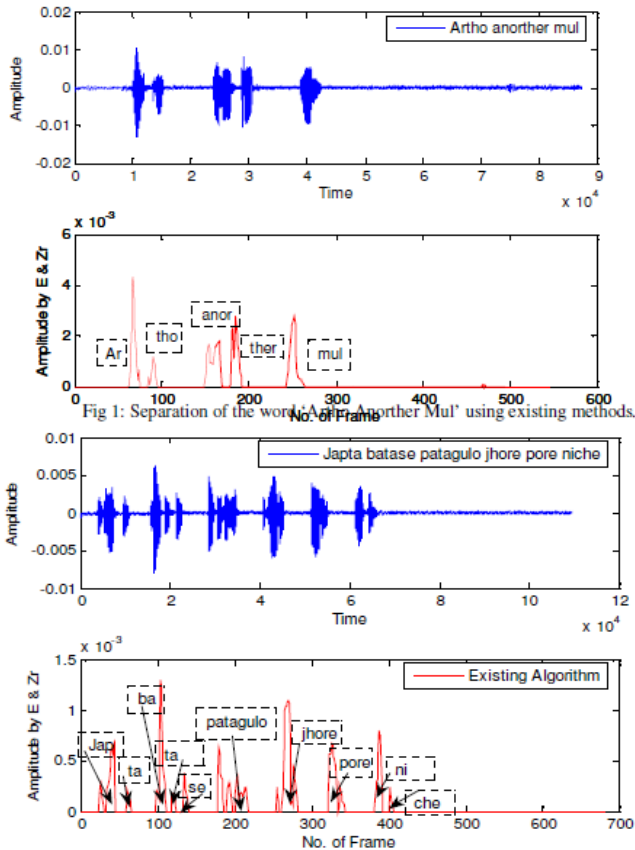 0.02
0.01
0
-0.01
-0.02
Amplitude
Artho anorther mul
0 1 2 3 4 5 6 7 8 9
Time
x 10^4
x 10^-3
6
4
2
0
Amplitude by E & Zr
Ar
tho
anor
ther
mul
0 100 200 300 400 500 600
No. of Frame
Fig 1: Separation of the word 'Artho Anorther Mul' using existing methods.
0.01
0.005
0
-0.005
-0.01
Amplitude
Japta batase patagulo jhore pore niche
0 2 4 6 8 10 12
Time
x 10^4
x 10^-3
1.5
1
0.5
0
Amplitude by E & Zr
Existing Algorithm
Jap
ta
ba
ta
se
patagulo
jhore
pore
ni
che
0 100 200 300 400 500 600 700
No. of Frame